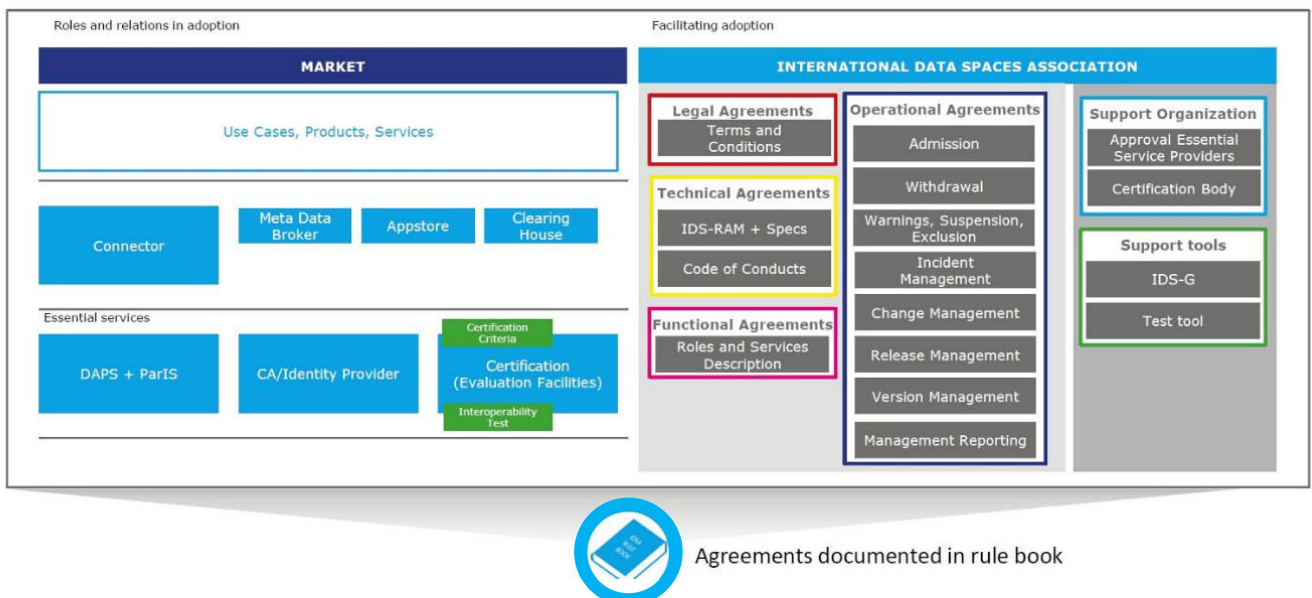 Roles and relations in adoption
MARKET
Use Cases, Products, Services
Connector
Meta Data
Broker
Appstore
Clearing
House
Essential services
DAPS + ParIS
CA/Identity Provider
Certification
Criteria
Certification
(Evaluation Facilities)
Interoperability
Test
Facilitating adoption
INTERNATIONAL DATA SPACES ASSOCIATION
Legal Agreements
Terms and
Conditions
Technical Agreements
IDS-RAM + Specs
Code of Conducts
Functional Agreements
Roles and Services
Description
Operational Agreements
Admission
Withdrawal
Warnings, Suspension,
Exclusion
Incident
Management
Change Management
Release Management
Version Management
Management Reporting
Support Organization
Approval Essential
Service Providers
Certification Body
Support tools
IDS-G
Test tool
IDSA
RULE
BOOK
Agreements documented in rule book